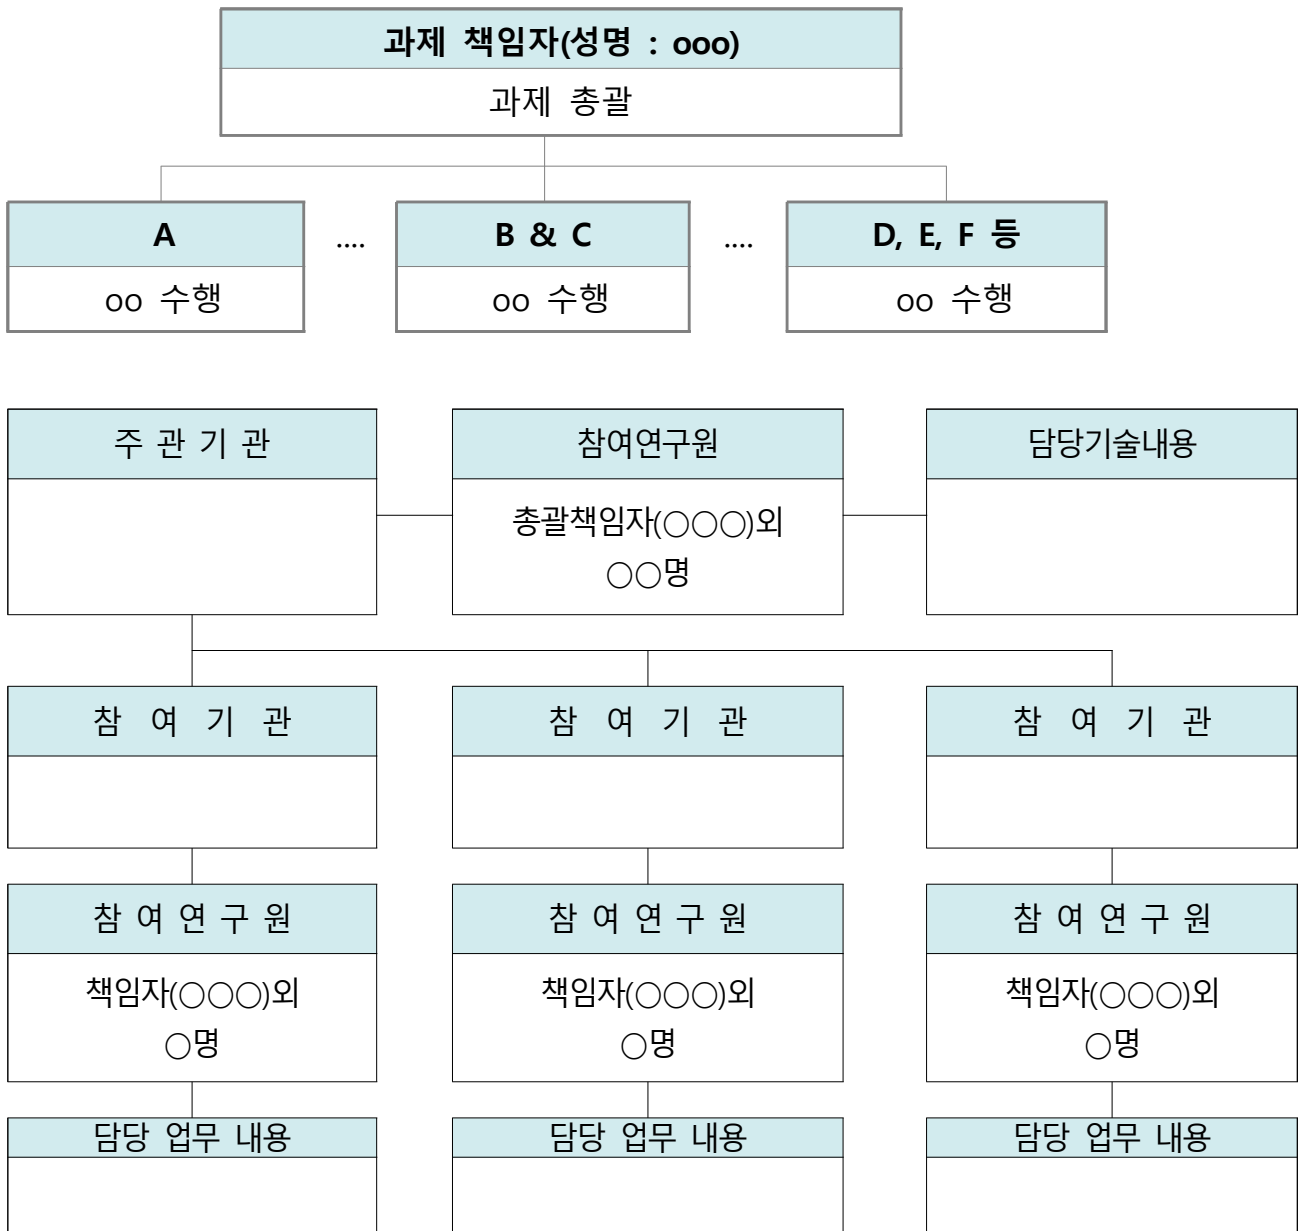 과제 책임자(성명 : ooo)
과제 총괄
A .... B & C .... D, E, F 등
oo 수행 oo 수행 oo 수행
주 관 기 관 참여연구원 담당기술내용
총괄책임자(○○○)외
○○명
참 여 기 관 참 여 기 관 참 여 기 관
참 여 연 구 원 참 여 연 구 원 참 여 연 구 원
책임자(○○○)외 책임자(○○○)외 책임자(○○○)외
○명 ○명 ○명
담당 업무 내용 담당 업무 내용 담당 업무 내용